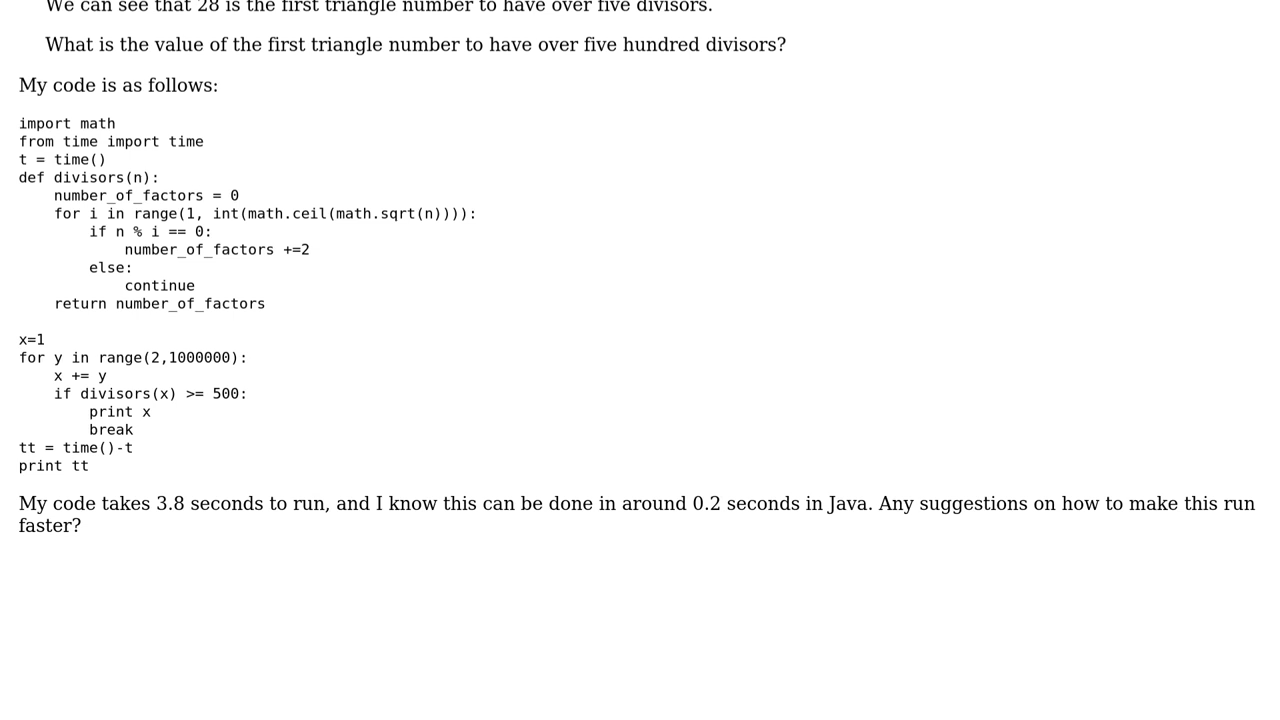 We can see that 28 is the first triangle number to have over five divisors.
What is the value of the first triangle number to have over five hundred divisors?
My code is as follows:
import math
from time import time
t = time()
def divisors(n):
    number_of_factors = 0
    for i in range(1, int(math.ceil(math.sqrt(n)))):
        if n % i == 0:
            number_of_factors +=2
        else:
            continue
    return number_of_factors

x=1
for y in range(2,1000000):
    x += y
    if divisors(x) >= 500:
        print x
        break
tt = time()-t
print tt
My code takes 3.8 seconds to run, and I know this can be done in around 0.2 seconds in Java. Any suggestions on how to make this run
faster?